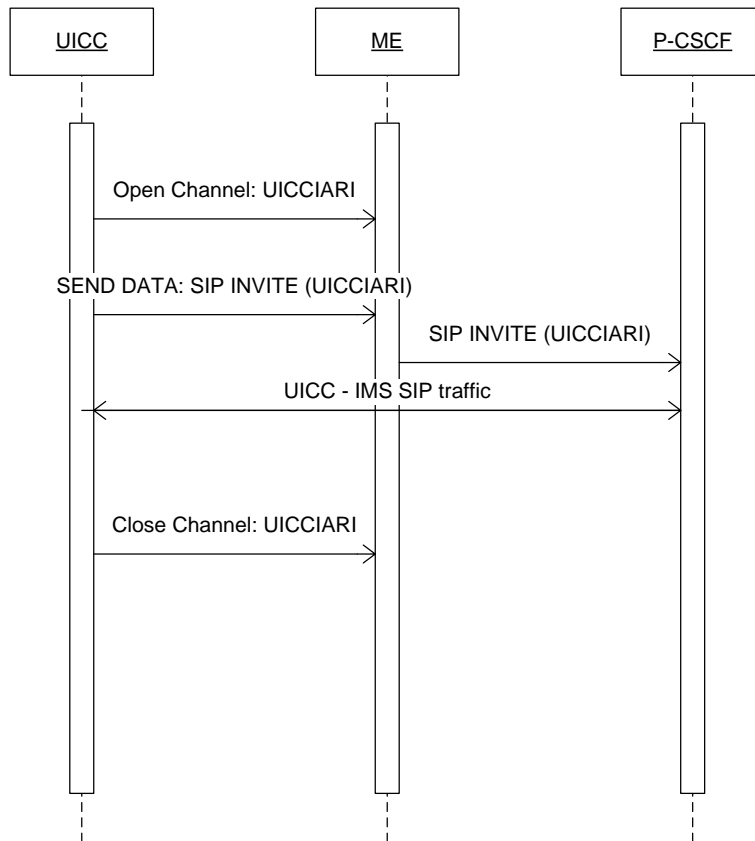 UICC
ME
P-CSCF
Open Channel: UICCIARI
SEND DATA: SIP INVITE (UICCIARI)
SIP INVITE (UICCIARI)
UICC - IMS SIP traffic
Close Channel: UICCIARI